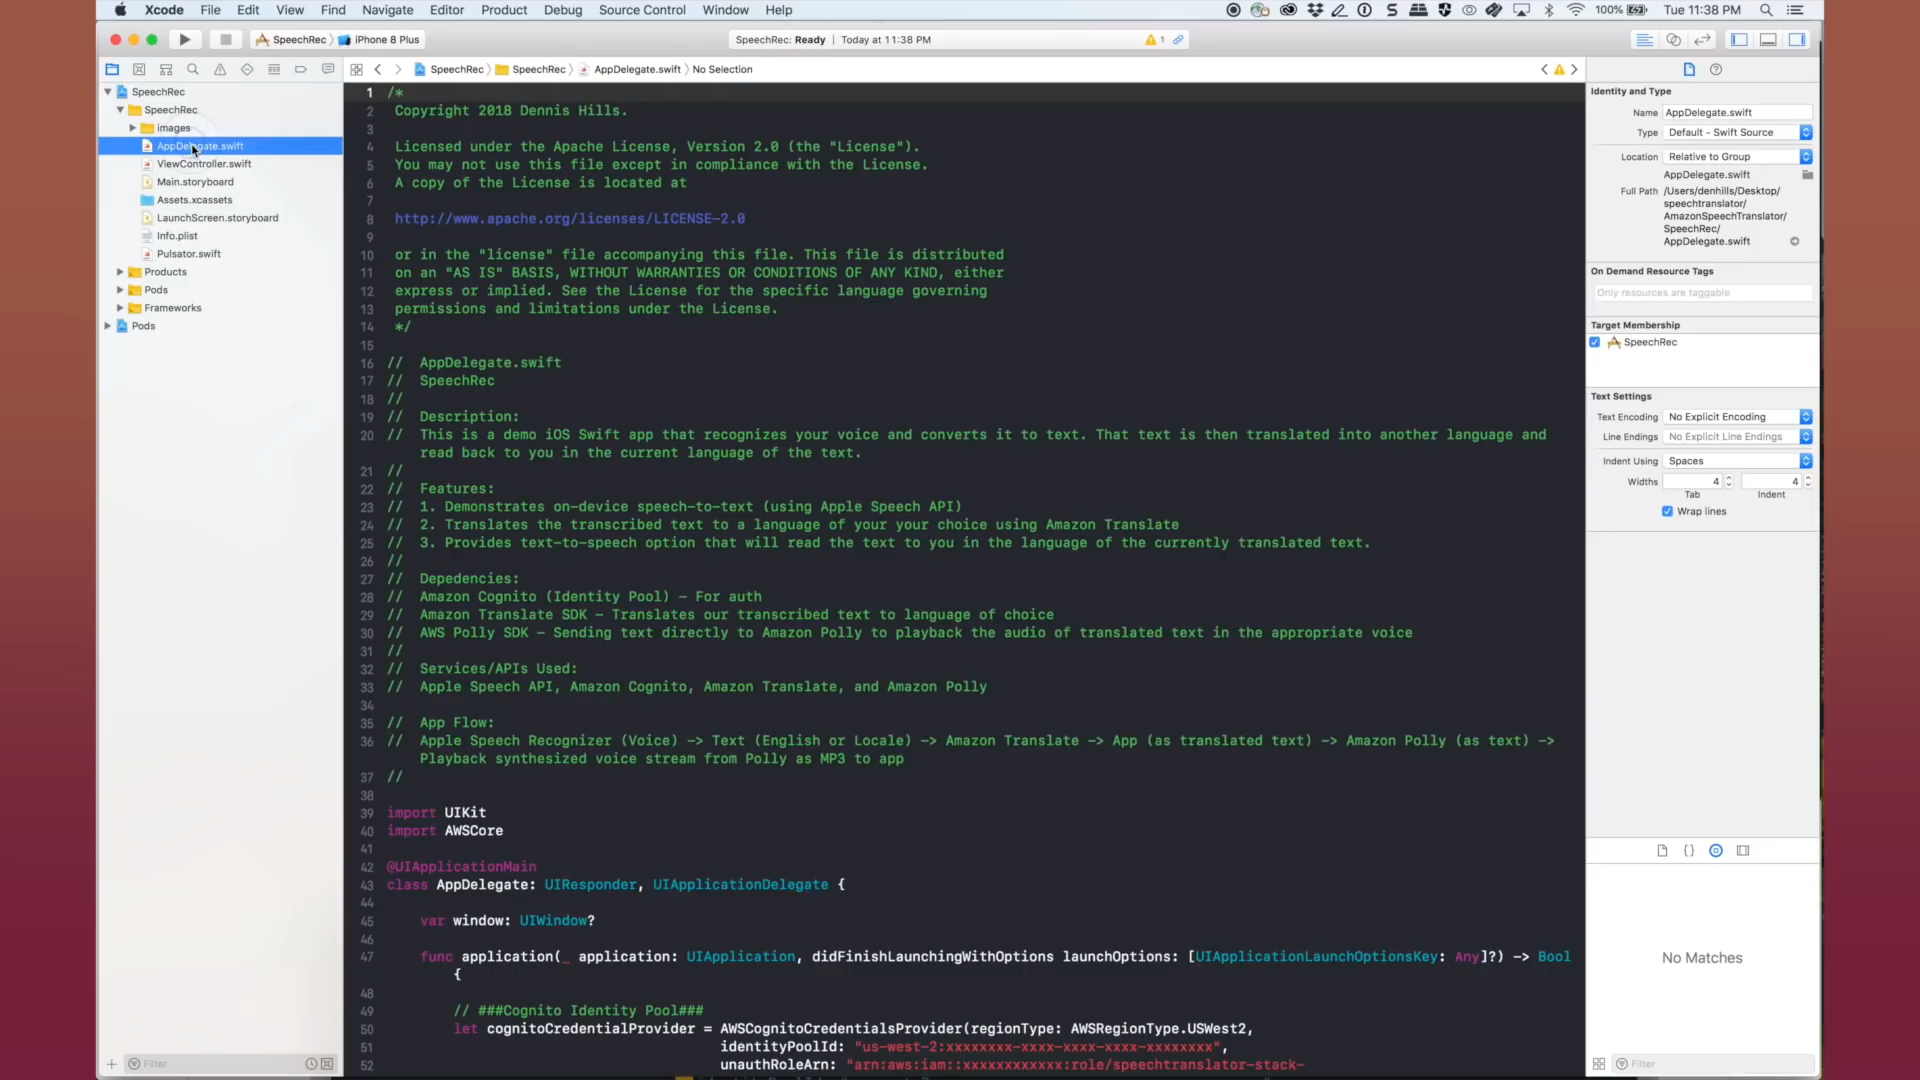 Xcode File Edit View Find Navigate Editor Product Debug Source Control Window Help
100% Tue 11:38 PM
SpeechRec iPhone 8 Plus
SpeechRec: Ready | Today at 11:38 PM
1
SpeechRec SpeechRec AppDelegate.swift No Selection
SpeechRec
SpeechRec
images
AppDelegate.swift
ViewController.swift
Main.storyboard
Assets.xcassets
LaunchScreen.storyboard
Info.plist
Pulsator.swift
Products
Pods
Frameworks
Pods
Filter
1 /*
2 Copyright 2018 Dennis Hills.
3
4 Licensed under the Apache License, Version 2.0 (the "License").
5 You may not use this file except in compliance with the License.
6 A copy of the License is located at
7
8 http://www.apache.org/licenses/LICENSE-2.0
9
10 or in the "license" file accompanying this file. This file is distributed
11 on an "AS IS" BASIS, WITHOUT WARRANTIES OR CONDITIONS OF ANY KIND, either
12 express or implied. See the License for the specific language governing
13 permissions and limitations under the License.
14 */
15
16 // AppDelegate.swift
17 // SpeechRec
18 //
19 // Description:
20 // This is a demo iOS Swift app that recognizes your voice and converts it to text. That text is then translated into another language and
read back to you in the current language of the text.
21 //
22 // Features:
23 // 1. Demonstrates on-device speech-to-text (using Apple Speech API)
24 // 2. Translates the transcribed text to a language of your your choice using Amazon Translate
25 // 3. Provides text-to-speech option that will read the text to you in the language of the currently translated text.
26 //
27 // Depedencies:
28 // Amazon Cognito (Identity Pool) - For auth
29 // Amazon Translate SDK - Translates our transcribed text to language of choice
30 // AWS Polly SDK - Sending text directly to Amazon Polly to playback the audio of translated text in the appropriate voice
31 //
32 // Services/APIs Used:
33 // Apple Speech API, Amazon Cognito, Amazon Translate, and Amazon Polly
34
35 // App Flow:
36 // Apple Speech Recognizer (Voice) -> Text (English or Locale) -> Amazon Translate -> App (as translated text) -> Amazon Polly (as text) ->
Playback synthesized voice stream from Polly as MP3 to app
37 //
38
39 import UIKit
40 import AWSCore
41
42 @UIApplicationMain
43 class AppDelegate: UIResponder, UIApplicationDelegate {
44
45 var window: UIWindow?
46
47 func application(_ application: UIApplication, didFinishLaunchingWithOptions launchOptions: [UIApplicationLaunchOptionsKey: Any]?) -> Bool
{
48
49 // ###Cognito Identity Pool###
50 let cognitoCredentialProvider = AWSCognitoCredentialsProvider(regionType: AWSRegionType.USWest2,
51 identityPoolId: "us-west-2:xxxxxxxx-xxxx-xxxx-xxxx-xxxxxxxx",
52 unauthRoleArn: "arn:aws:iam::xxxxxxxxxxxx:role/speechtranslator-stack-
Identity and Type
Name AppDelegate.swift
Type Default - Swift Source
Location Relative to Group
AppDelegate.swift
Full Path /Users/denhills/Desktop/
speechtranslator/
AmazonSpeechTranslator/
SpeechRec/
AppDelegate.swift
On Demand Resource Tags
Only resources are taggable
Target Membership
SpeechRec
Text Settings
Text Encoding No Explicit Encoding
Line Endings No Explicit Line Endings
Indent Using Spaces
Widths 4 4
Tab Indent
Wrap lines
No Matches
Filter